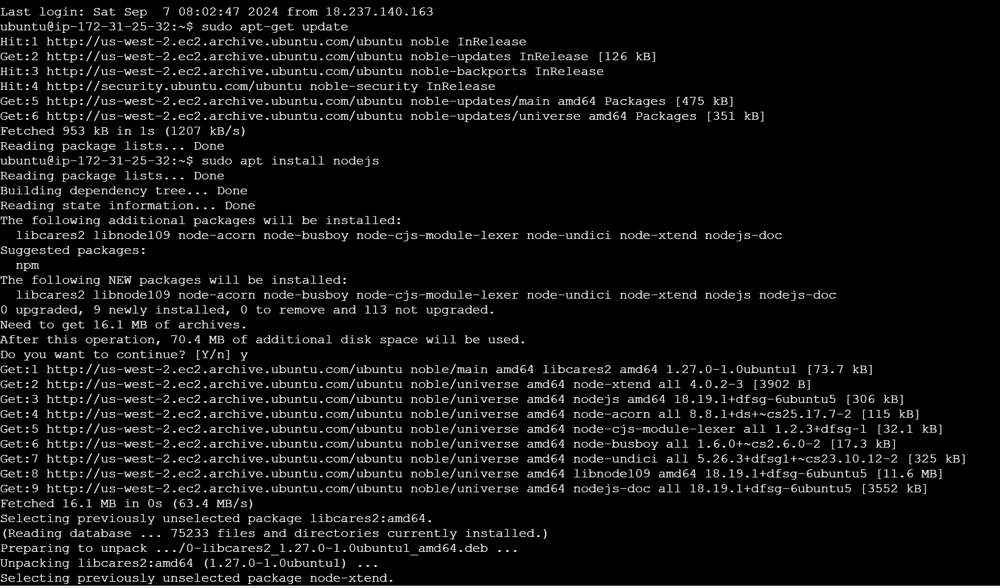 Last login: Sat Sep  7 08:02:47 2024 from 18.237.140.163
ubuntu@ip-172-31-25-32:~$ sudo apt-get update
Hit:1 http://us-west-2.ec2.archive.ubuntu.com/ubuntu noble InRelease
Get:2 http://us-west-2.ec2.archive.ubuntu.com/ubuntu noble-updates InRelease [126 kB]
Hit:3 http://us-west-2.ec2.archive.ubuntu.com/ubuntu noble-backports InRelease
Hit:4 http://security.ubuntu.com/ubuntu noble-security InRelease
Get:5 http://us-west-2.ec2.archive.ubuntu.com/ubuntu noble-updates/main amd64 Packages [475 kB]
Get:6 http://us-west-2.ec2.archive.ubuntu.com/ubuntu noble-updates/universe amd64 Packages [351 kB]
Fetched 953 kB in 1s (1207 kB/s)
Reading package lists... Done
ubuntu@ip-172-31-25-32:~$ sudo apt install nodejs
Reading package lists... Done
Building dependency tree... Done
Reading state information... Done
The following additional packages will be installed:
  libcares2 libnode109 node-acorn node-busboy node-cjs-module-lexer node-undici node-xtend nodejs-doc
Suggested packages:
  npm
The following NEW packages will be installed:
  libcares2 libnode109 node-acorn node-busboy node-cjs-module-lexer node-undici node-xtend nodejs nodejs-doc
0 upgraded, 9 newly installed, 0 to remove and 113 not upgraded.
Need to get 16.1 MB of archives.
After this operation, 70.4 MB of additional disk space will be used.
Do you want to continue? [Y/n] y
Get:1 http://us-west-2.ec2.archive.ubuntu.com/ubuntu noble/main amd64 libcares2 amd64 1.27.0-1.0ubuntu1 [73.7 kB]
Get:2 http://us-west-2.ec2.archive.ubuntu.com/ubuntu noble/universe amd64 node-xtend all 4.0.2-3 [3902 B]
Get:3 http://us-west-2.ec2.archive.ubuntu.com/ubuntu noble/universe amd64 nodejs amd64 18.19.1+dfsg-6ubuntu5 [306 kB]
Get:4 http://us-west-2.ec2.archive.ubuntu.com/ubuntu noble/universe amd64 node-acorn all 8.8.1+ds+~cs25.17.7-2 [115 kB]
Get:5 http://us-west-2.ec2.archive.ubuntu.com/ubuntu noble/universe amd64 node-cjs-module-lexer all 1.2.3+dfsg-1 [32.1 kB]
Get:6 http://us-west-2.ec2.archive.ubuntu.com/ubuntu noble/universe amd64 node-busboy all 1.6.0+~cs2.6.0-2 [17.3 kB]
Get:7 http://us-west-2.ec2.archive.ubuntu.com/ubuntu noble/universe amd64 node-undici all 5.26.3+dfsg1+~cs23.10.12-2 [325 kB]
Get:8 http://us-west-2.ec2.archive.ubuntu.com/ubuntu noble/universe amd64 libnode109 amd64 18.19.1+dfsg-6ubuntu5 [11.6 MB]
Get:9 http://us-west-2.ec2.archive.ubuntu.com/ubuntu noble/universe amd64 nodejs-doc all 18.19.1+dfsg-6ubuntu5 [3552 kB]
Fetched 16.1 MB in 0s (63.4 MB/s)
Selecting previously unselected package libcares2:amd64.
(Reading database ... 75233 files and directories currently installed.)
Preparing to unpack .../0-libcares2_1.27.0-1.0ubuntu1_amd64.deb ...
Unpacking libcares2:amd64 (1.27.0-1.0ubuntu1) ...
Selecting previously unselected package node-xtend.